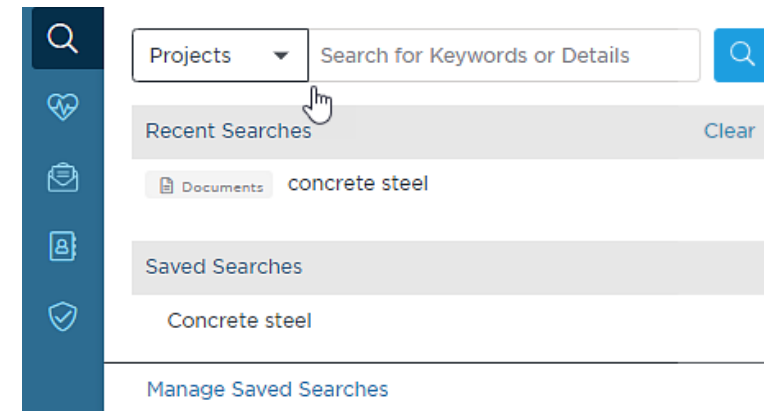 Projects Search for Keywords or Details
Recent Searches Clear
Documents concrete steel
Saved Searches
Concrete steel
Manage Saved Searches